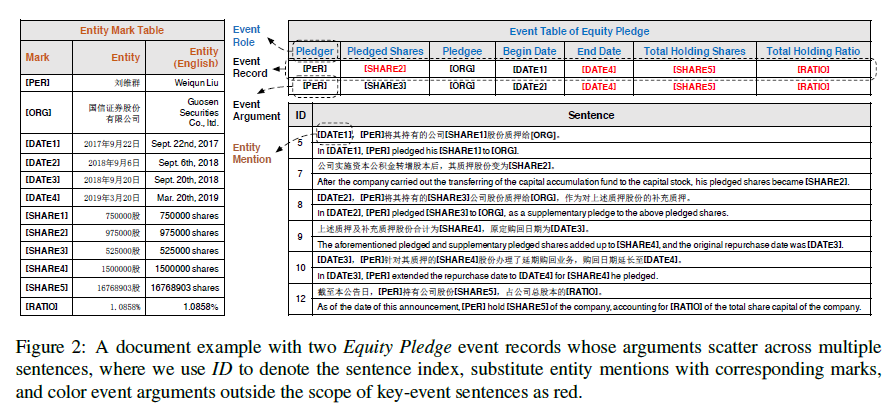 Entity Mark Table
Mark Entity Entity (English)
[PER] 刘维群 Weiqun Liu
[ORG] 国信证券股份有限公司 Guosen Securities Co., ltd.
[DATE1] 2017年9月22日 Sept. 22nd, 2017
[DATE2] 2018年9月6日 Sept. 6th, 2018
[DATE3] 2018年9月20日 Sept. 20th, 2018
[DATE4] 2019年3月20日 Mar. 20th, 2019
[SHARE1] 750000股 750000 shares
[SHARE2] 975000股 975000 shares
[SHARE3] 525000股 525000 shares
[SHARE4] 1500000股 1500000 shares
[SHARE5] 16768903股 16768903 shares
[RATIO] 1.0858% 1.0858%
Event Role
Event Record
Event Argument
Entity Mention
Event Table of Equity Pledge
Pledger Pledged Shares Pledgee Begin Date End Date Total Holding Shares Total Holding Ratio
[PER] [SHARE2] [ORG] [DATE1] [DATE4] [SHARE5] [RATIO]
[PER] [SHARE3] [ORG] [DATE2] [DATE4] [SHARE5] [RATIO]
ID Sentence
5 [DATE1]，[PER]将其持有的公司[SHARE1]股份质押给[ORG]。
In [DATE1], [PER] pledged his [SHARE1] to [ORG].
7 公司实施资本公积金转增股本后，其质押股份变为[SHARE2]。
After the company carried out the transferring of the capital accumulation fund to the capital stock, his pledged shares became [SHARE2].
8 [DATE2]，[PER]将其持有的[SHARE3]公司股份质押给[ORG]，作为对上述质押股份的补充质押。
In [DATE2], [PER] pledged [SHARE3] to [ORG], as a supplementary pledge to the above pledged shares.
9 上述质押及补充质押股份合计为[SHARE4]，原定购回日期为[DATE3]。
The aforementioned pledged and supplementary pledged shares added up to [SHARE4], and the original repurchase date was [DATE3].
10 [DATE3]，[PER]针对其质押的[SHARE4]股份办理了延期购回业务，购回日期延长至[DATE4]。
In [DATE3], [PER] extended the repurchase date to [DATE4] for [SHARE4] he pledged.
12 截至本公告日，[PER]持有公司股份[SHARE5]，占公司总股本的[RATIO]。
As of the date of this announcement, [PER] hold [SHARE5] of the company, accounting for [RATIO] of the total share capital of the company.
Figure 2: A document example with two Equity Pledge event records whose arguments scatter across multiple
sentences, where we use ID to denote the sentence index, substitute entity mentions with corresponding marks,
and color event arguments outside the scope of key-event sentences as red.